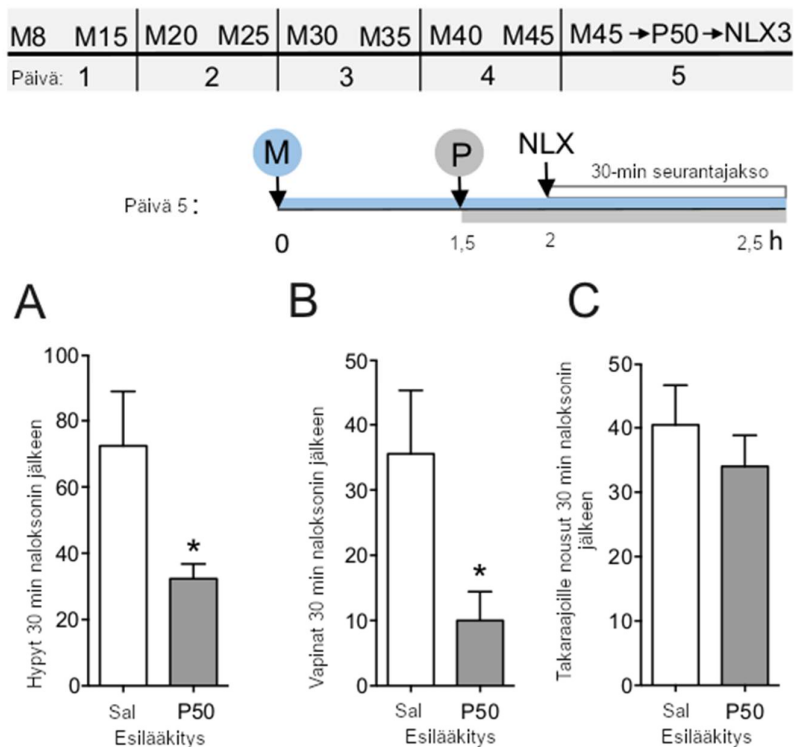 M8 M15 M20 M25 M30 M35 M40 M45 M45 →P50→NLX3
Päivä: 1 2 3 4 5
M P NLX
30-min seurantajakso
Päivä 5 :
0 1,5 2 2,5 h
A
Hypyt 30 min naloksonin jälkeen
100
80
60
40
20
0
*
Sal P50
Esilääkitys
B
Vapinat 30 min naloksonin jälkeen
50
40
30
20
10
0
*
Sal P50
Esilääkitys
C
Takaraajoille nousut 30 min naloksonin
jälkeen
50
40
30
20
10
0
Sal P50
Esilääkitys